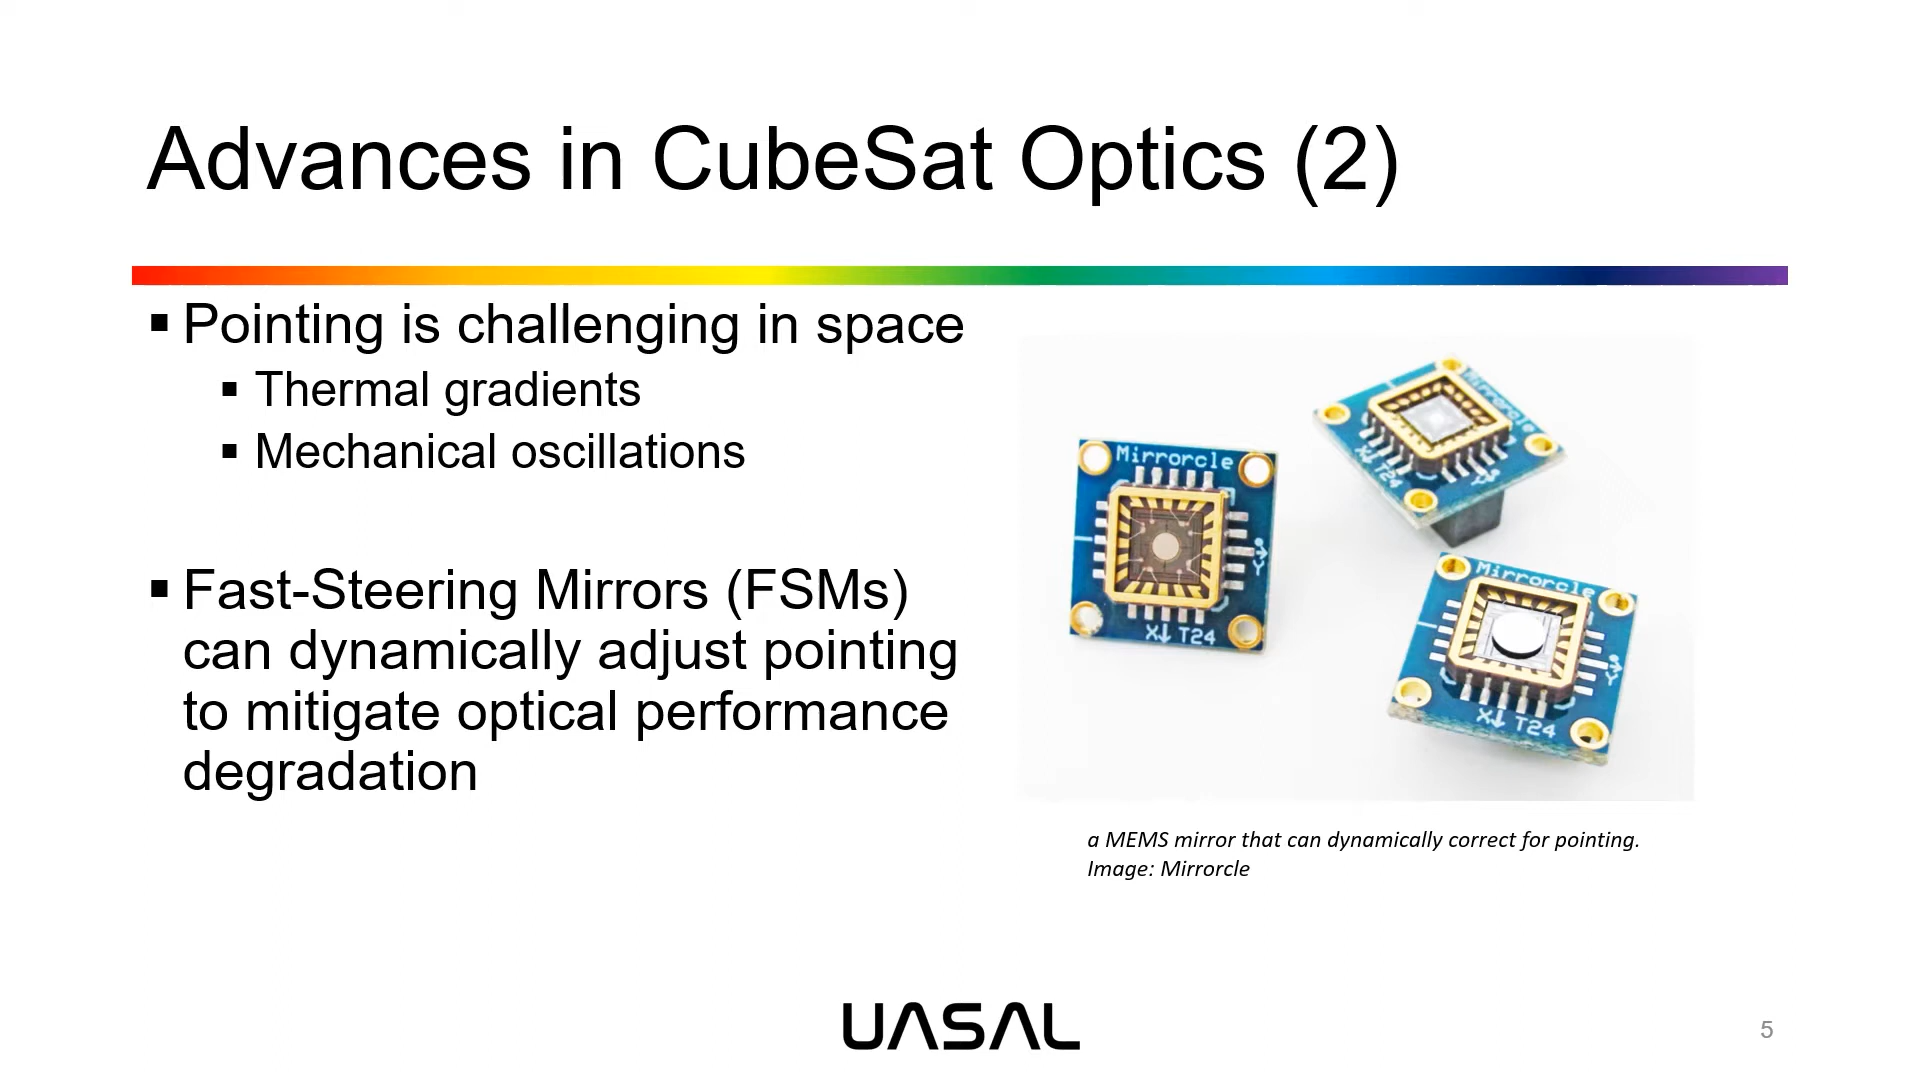 Advances in CubeSat Optics (2)
▪ Pointing is challenging in space
▪ Thermal gradients
▪ Mechanical oscillations
▪ Fast-Steering Mirrors (FSMs)
can dynamically adjust pointing
to mitigate optical performance
degradation
Mirrorcle
X↓ T24
Y
Mirrorcle
X↓ T24
Y
Mirrorcle
X↓ T24
Y
a MEMS mirror that can dynamically correct for pointing.
Image: Mirrorcle
UASAL
5